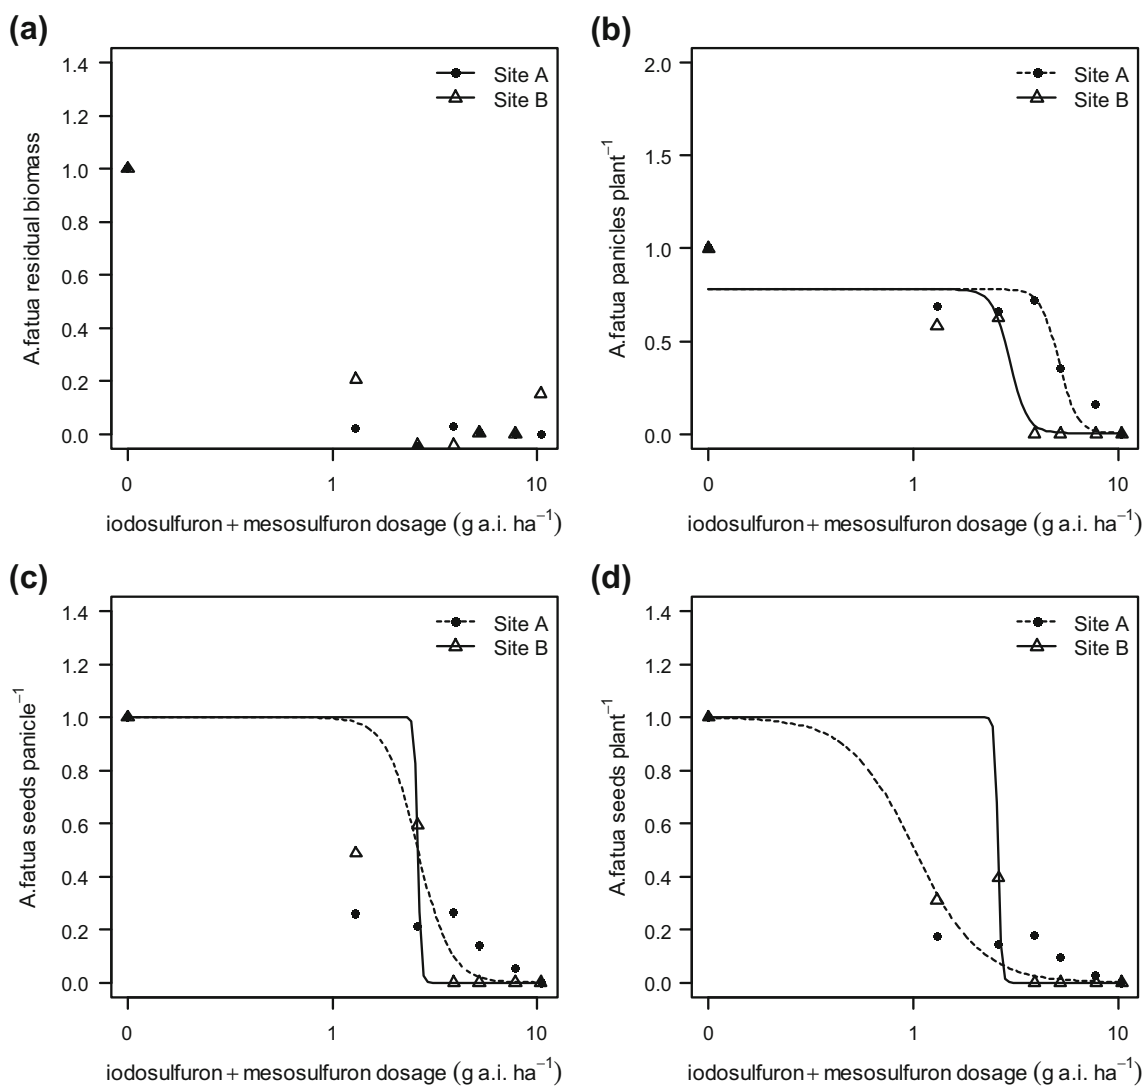 (a)
1.4
1.2
1.0
0.8
0.6
0.4
0.2
0.0
A.fatua residual biomass
Site A
Site B
0 1 10
iodosulfuron + mesosulfuron dosage (g a.i. ha⁻¹)
(b)
2.0
1.5
1.0
0.5
0.0
A.fatua panicles plant⁻¹
Site A
Site B
0 1 10
iodosulfuron + mesosulfuron dosage (g a.i. ha⁻¹)
(c)
1.4
1.2
1.0
0.8
0.6
0.4
0.2
0.0
A.fatua seeds panicle⁻¹
Site A
Site B
0 1 10
iodosulfuron + mesosulfuron dosage (g a.i. ha⁻¹)
(d)
1.4
1.2
1.0
0.8
0.6
0.4
0.2
0.0
A.fatua seeds plant⁻¹
Site A
Site B
0 1 10
iodosulfuron + mesosulfuron dosage (g a.i. ha⁻¹)